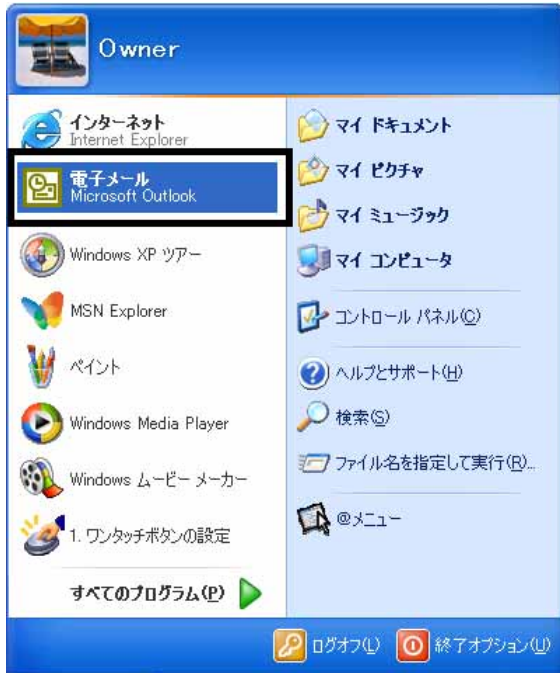 Owner
インターネット
Internet Explorer
電子メール
Microsoft Outlook
Windows XP ツアー
MSN Explorer
ペイント
Windows Media Player
Windows ムービー メーカー
1. ワンタッチボタンの設定
すべてのプログラム(P)
マイ ドキュメント
マイ ピクチャ
マイ ミュージック
マイ コンピュータ
コントロール パネル(C)
ヘルプとサポート(H)
検索(S)
ファイル名を指定して実行(R)...
@メニュー
ログオフ(L)
終了オプション(U)